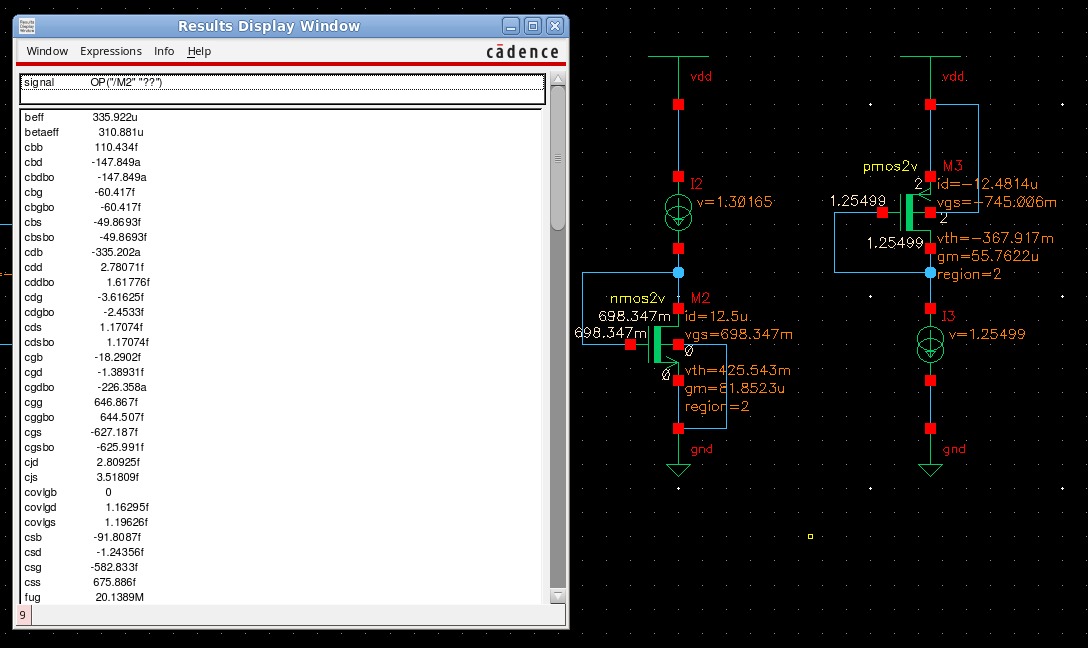 Results Display Window
Window Expressions Info Help
cādence
signal OP("/M2" "??")
beff 335.922u
betaeff 310.881u
cbb 110.434f
cbd -147.849a
cbdbo -147.849a
cbg -60.417f
cbgbo -60.417f
cbs -49.8693f
cbsbo -49.8693f
cdb -335.202a
cdd 2.78071f
cddbo 1.61776f
cdg -3.61625f
cdgbo -2.4533f
cds 1.17074f
cdsbo 1.17074f
cgb -18.2902f
cgd -1.38931f
cgdbo -226.358a
cgg 646.867f
cggbo 644.507f
cgs -627.187f
cgsbo -625.991f
cjd 2.80925f
cjs 3.51809f
covlgb 0
covlgd 1.16295f
covlgs 1.19626f
csb -91.8087f
csd -1.24356f
csg -582.833f
css 675.886f
fug 20.1389M
9
vdd
I2
v=1.30165
nmos2v
M2
698.347m
id=12.5u
698.347m
vgs=698.347m
0
vth=425.543m
0
gm=81.8523u
region=2
gnd
vdd
pmos2v
M3
2
id=-12.4814u
1.25499
vgs=-745.006m
2
1.25499
vth=-367.917m
gm=55.7622u
region=2
I3
v=1.25499
gnd